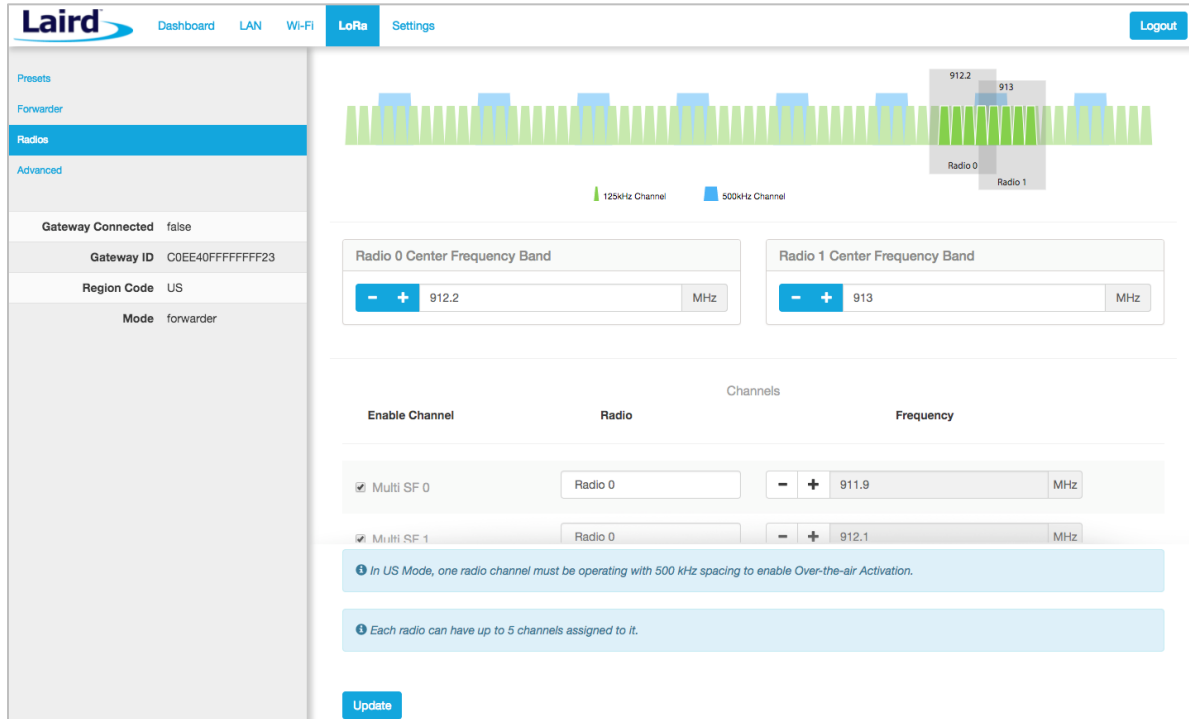 Laird
Dashboard LAN Wi-Fi LoRa Settings Logout
Presets
Forwarder
Radios
Advanced
Gateway Connected false
Gateway ID C0EE40FFFFFFFF23
Region Code US
Mode forwarder
912.2
913
Radio 0
Radio 1
125kHz Channel 500kHz Channel
Radio 0 Center Frequency Band Radio 1 Center Frequency Band
− + 912.2 MHz − + 913 MHz
Channels
Enable Channel Radio Frequency
Multi SF 0 Radio 0 − + 911.9 MHz
Multi SF 1 Radio 0 − + 912.1 MHz
In US Mode, one radio channel must be operating with 500 kHz spacing to enable Over-the-air Activation.
Each radio can have up to 5 channels assigned to it.
Update